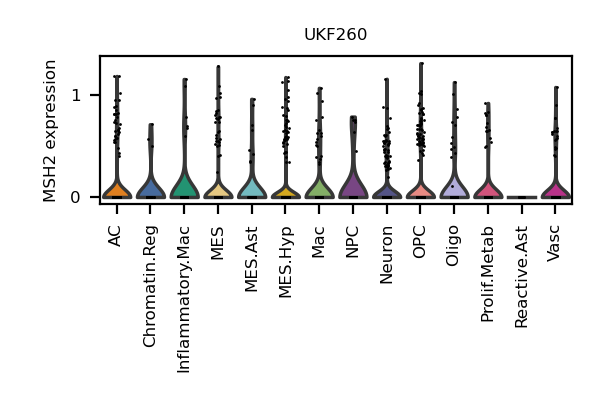 UKF260
MSH2 expression
1
0
AC
Chromatin.Reg
Inflammatory.Mac
MES
MES.Ast
MES.Hyp
Mac
NPC
Neuron
OPC
Oligo
Prolif.Metab
Reactive.Ast
Vasc